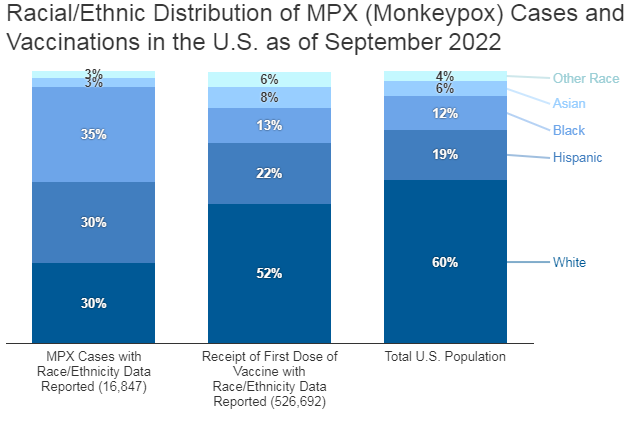 Racial/Ethnic Distribution of MPX (Monkeypox) Cases and
Vaccinations in the U.S. as of September 2022
3%
3%
35%
30%
30%
6%
8%
13%
22%
52%
4%
6%
12%
19%
60%
Other Race
Asian
Black
Hispanic
White
MPX Cases with
Race/Ethnicity Data
Reported (16,847)
Receipt of First Dose of
Vaccine with
Race/Ethnicity Data
Reported (526,692)
Total U.S. Population